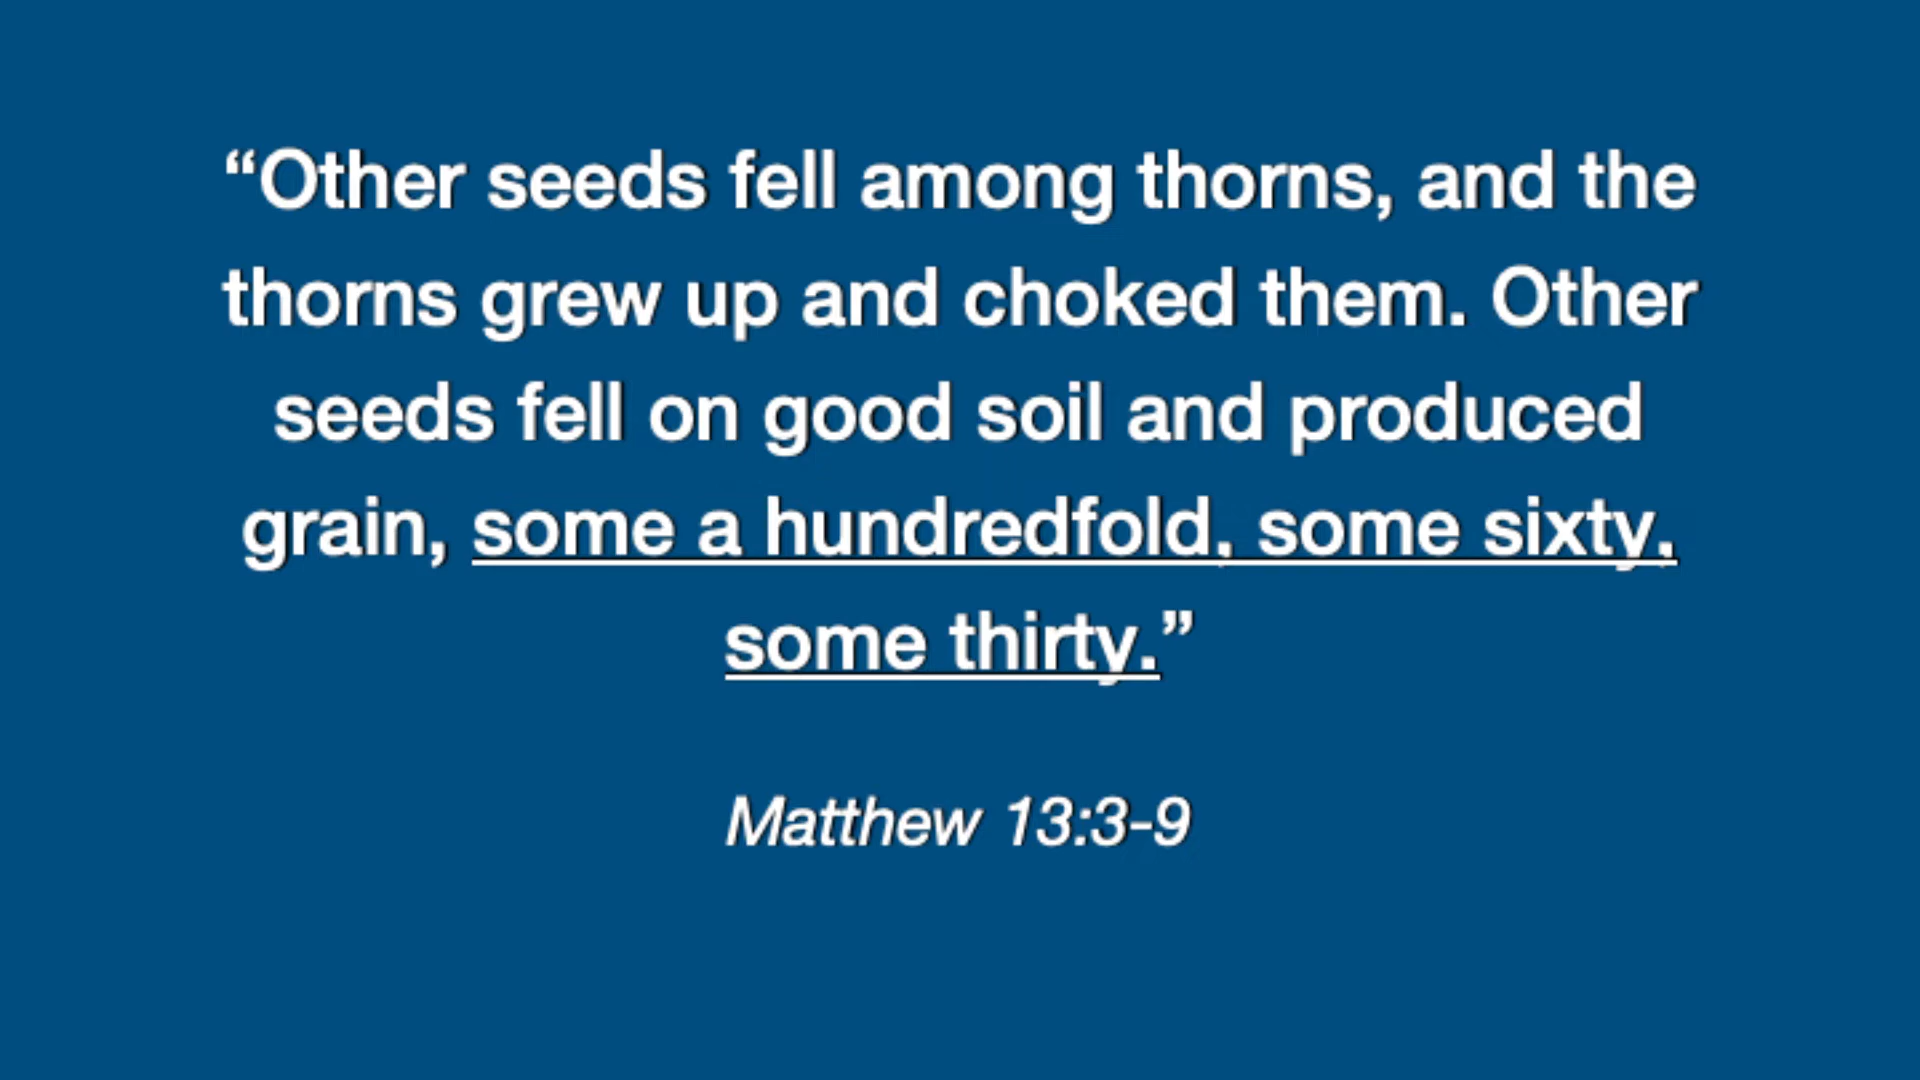 “Other seeds fell among thorns, and the
thorns grew up and choked them. Other
seeds fell on good soil and produced
grain, some a hundredfold, some sixty,
some thirty.”
Matthew 13:3-9